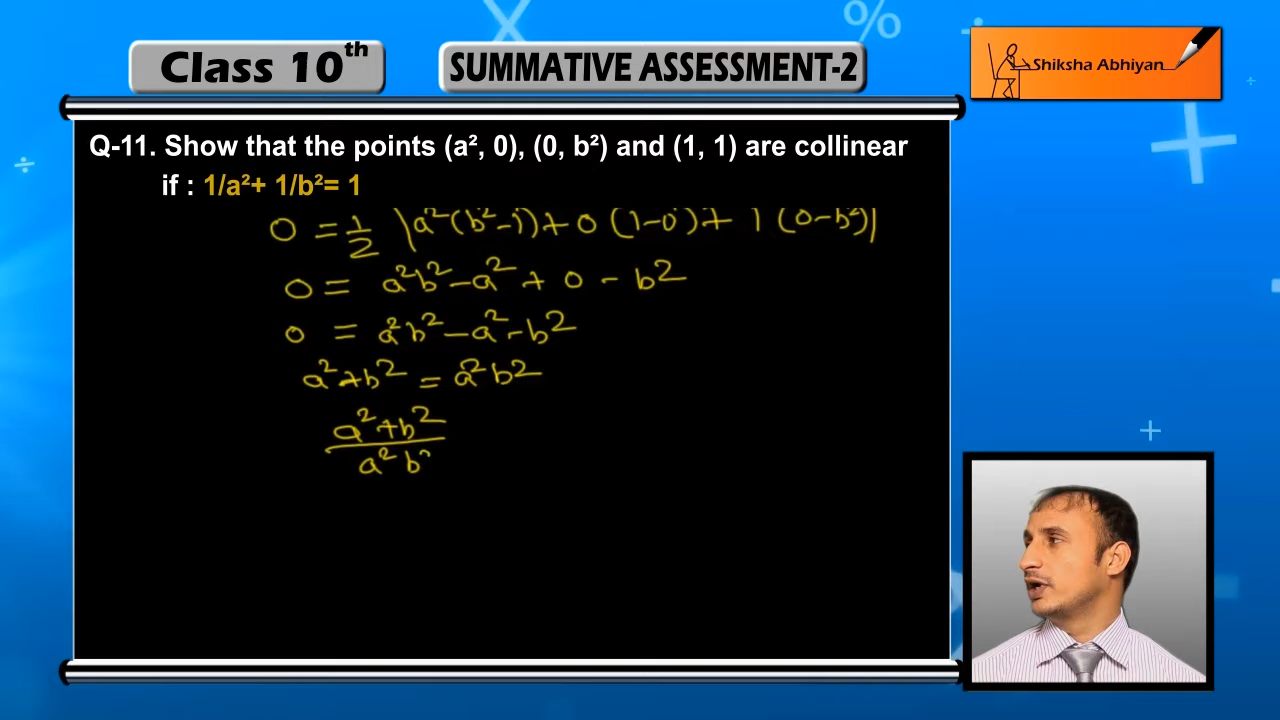 Class 10th
SUMMATIVE ASSESSMENT-2
Shiksha Abhiyan
Q-11. Show that the points (a², 0), (0, b²) and (1, 1) are collinear
if : 1/a²+ 1/b²= 1
0 = 1/2 |a²(b²-1)+0(1-0)+ 1(0-b²)|
0 = a²b²-a²+0-b²
0 = a²b²-a²-b²
a²+b² = a²b²
a²+b²
a²b²